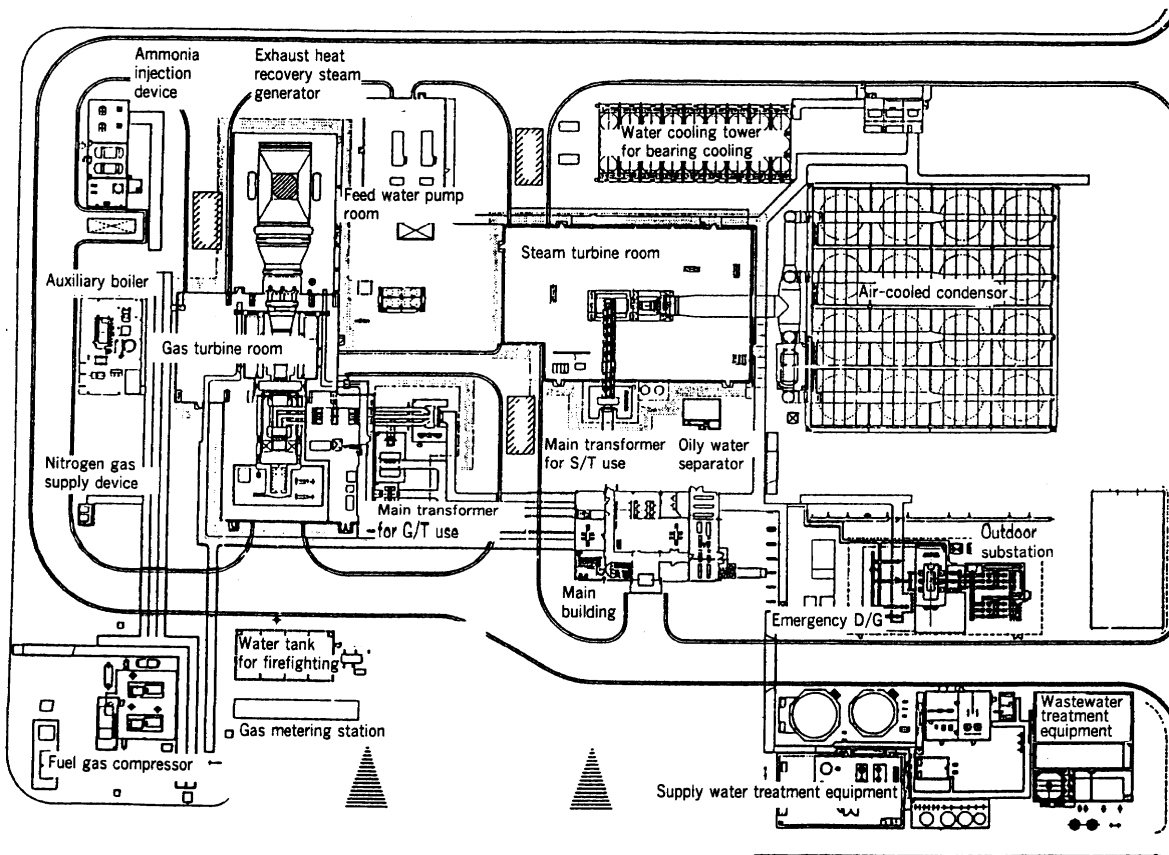 Ammonia
injection
device
Exhaust heat
recovery steam
generator
Water cooling tower
for bearing cooling
Feed water pump
room
Steam turbine room
Auxiliary boiler
Air-cooled condensor
Gas turbine room
Main transformer
for S/T use
Oily water
separator
Nitrogen gas
supply device
Main transformer
for G/T use
Outdoor
substation
Main
building
Emergency D/G
Water tank
for firefighting
Gas metering station
Wastewater
treatment
equipment
Fuel gas compressor
Supply water treatment equipment